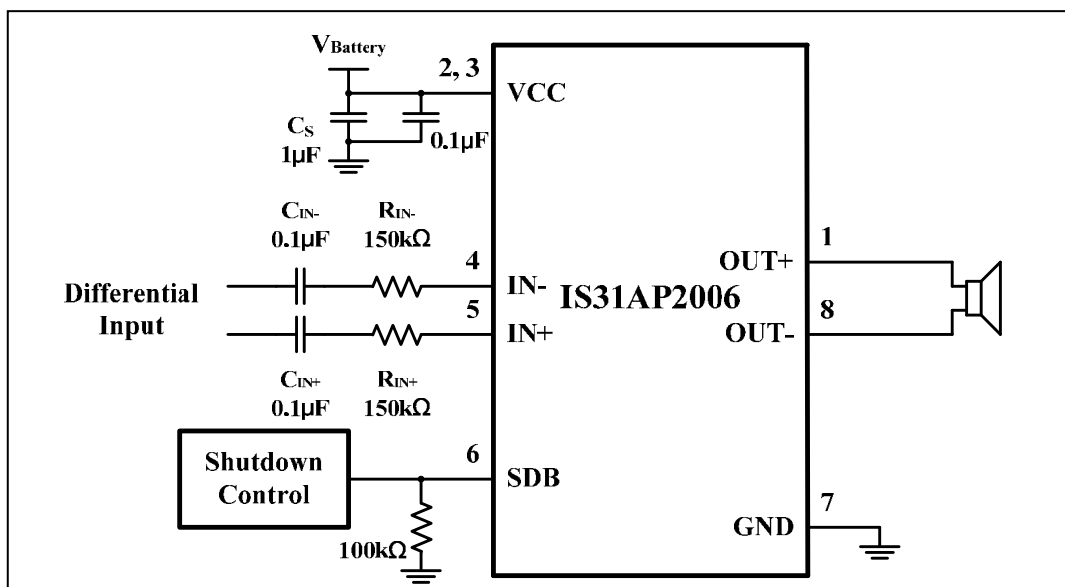 VBattery
2, 3
VCC
CS
1µF
0.1µF
CIN-
0.1µF
RIN-
150kΩ
4
IN-
Differential
Input
5
IN+
CIN+
0.1µF
RIN+
150kΩ
IS31AP2006
1
OUT+
8
OUT-
Shutdown
Control
6
SDB
100kΩ
7
GND